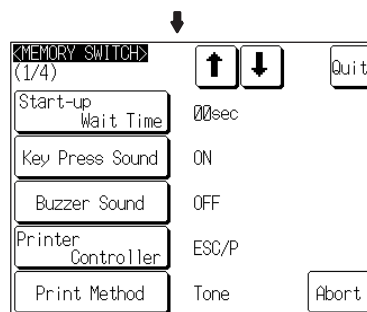 <MEMORY SWITCH>
(1/4)
Quit
Start-up
Wait Time
00sec
Key Press Sound
ON
Buzzer Sound
OFF
Printer
Controller
ESC/P
Print Method
Tone
Abort